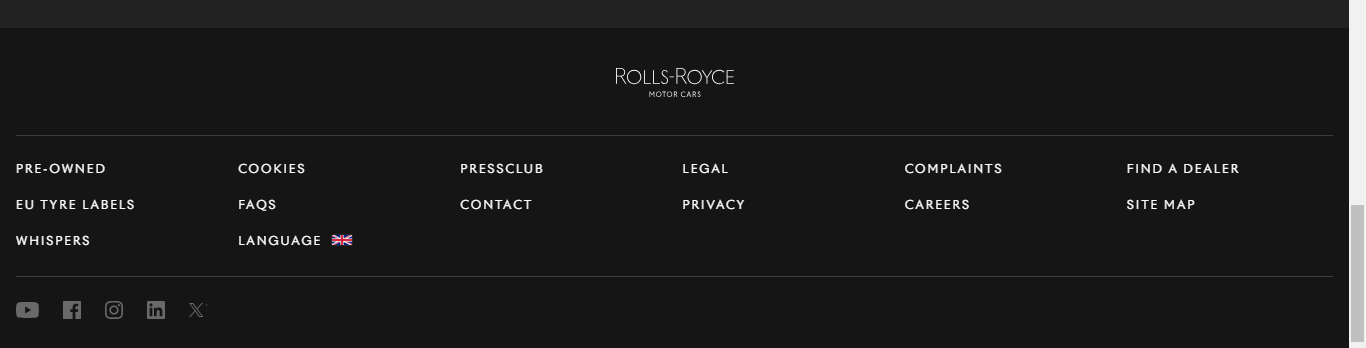 ROLLS-ROYCE
MOTOR CARS
PRE-OWNED COOKIES PRESSCLUB LEGAL COMPLAINTS FIND A DEALER
EU TYRE LABELS FAQS CONTACT PRIVACY CAREERS SITE MAP
WHISPERS LANGUAGE